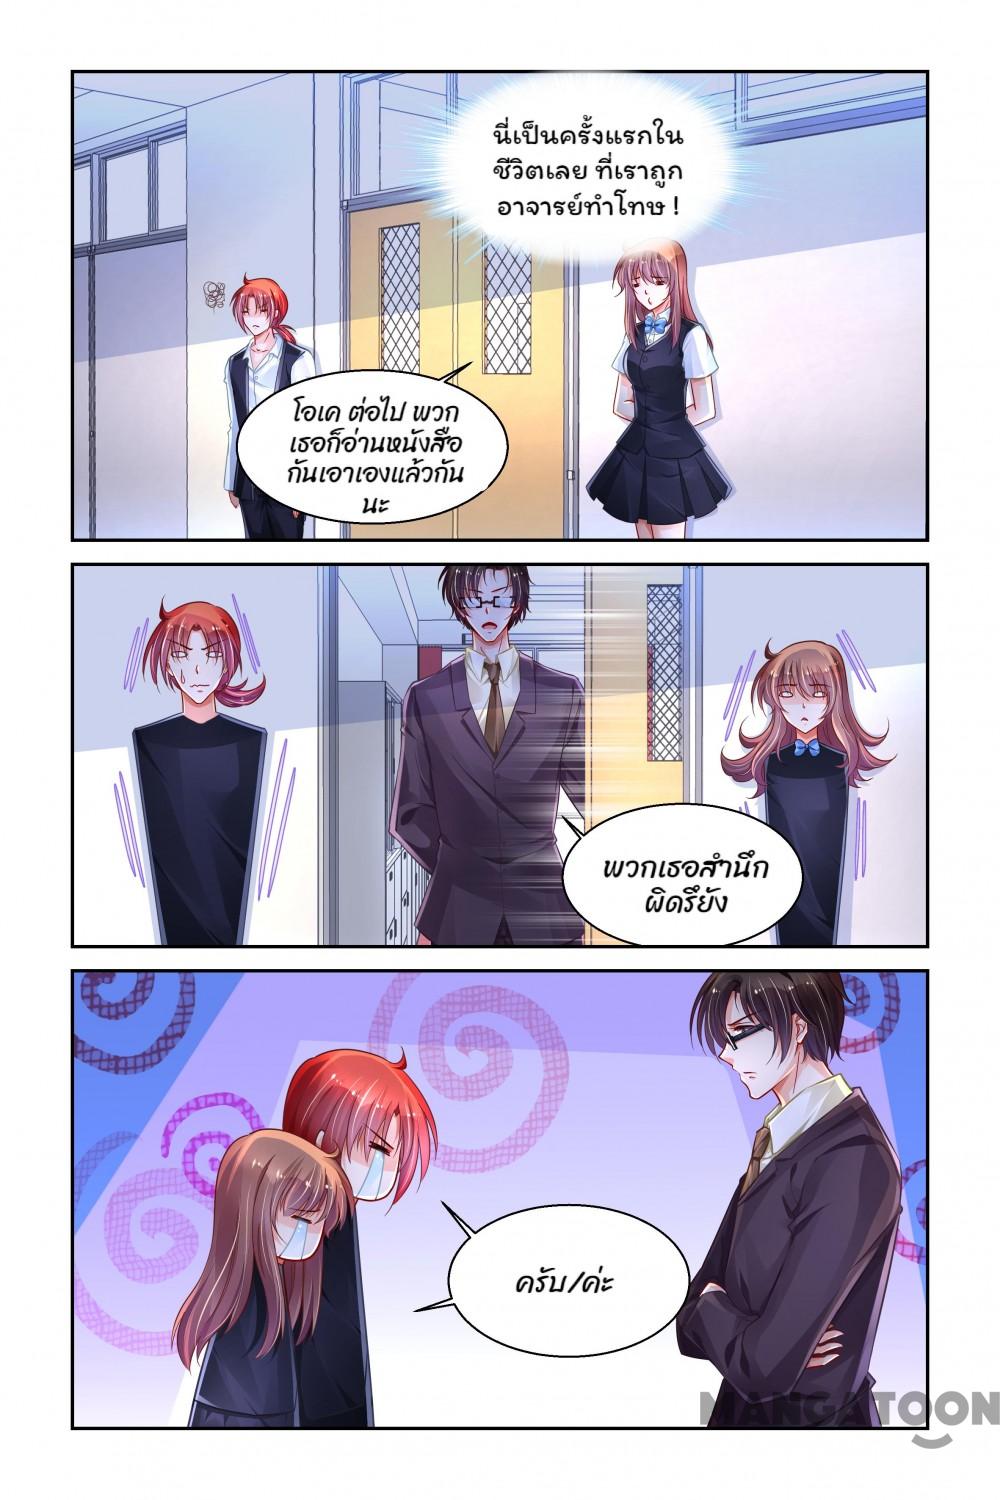 นี่เป็นครั้งแรกใน
ชีวิตเลย ที่เราถูก
อาจารย์ทำโทษ !
โอเค ต่อไป พวก
เธอก็อ่านหนังสือ
กันเอาเองแล้วกัน
นะ
พวกเธอสำนึก
ผิดรึยัง
ครับ/ค่ะ
MANGATOON